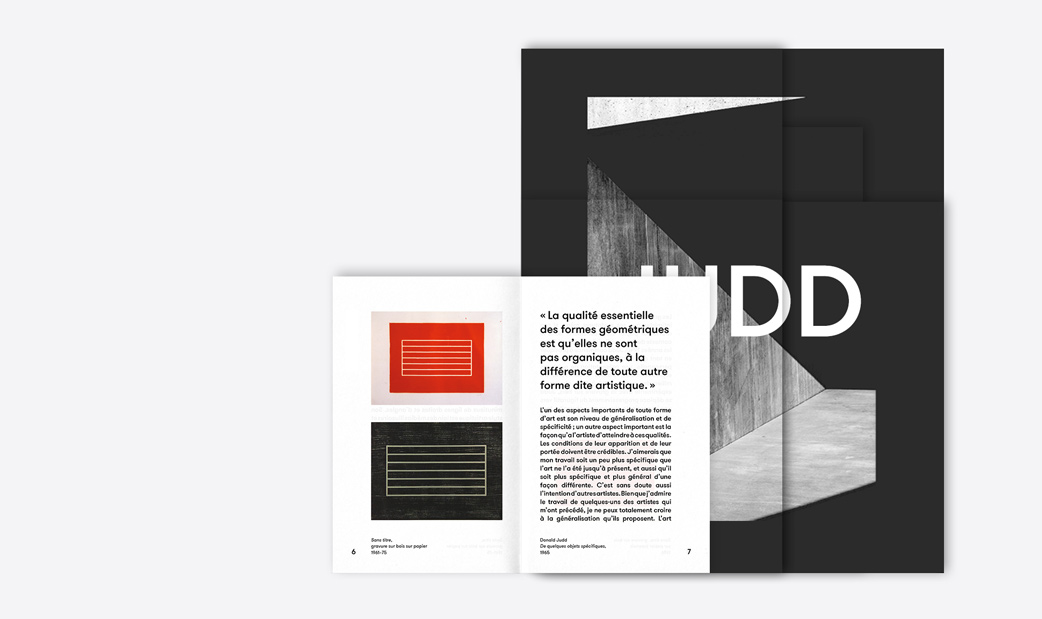 JUDD
« La qualité essentielle
des formes géométriques
est qu’elles ne sont
pas organiques, à la
différence de toute autre
forme dite artistique. »
L’un des aspects importants de toute forme
d’art est son niveau de généralisation et de
spécificité ; un autre aspect important est la
façon qu’a l’artiste d’atteindre à ces qualités.
Les conditions de leur apparition et de leur
portée doivent être crédibles. J’aimerais que
mon travail soit un peu plus spécifique que
l’art ne l’a été jusqu’à présent, et aussi qu’il
soit plus spécifique et plus général d’une
façon différente. C’est sans doute aussi
l’intention d’autres artistes. Bien que j’admire
le travail de quelques-uns des artistes qui
m’ont précédé, je ne peux totalement croire
à la généralisation qu’ils proposent. L’art
6
Sans titre,
gravure sur bois sur papier
1961-75
Donald Judd
De quelques objets spécifiques,
1965
7